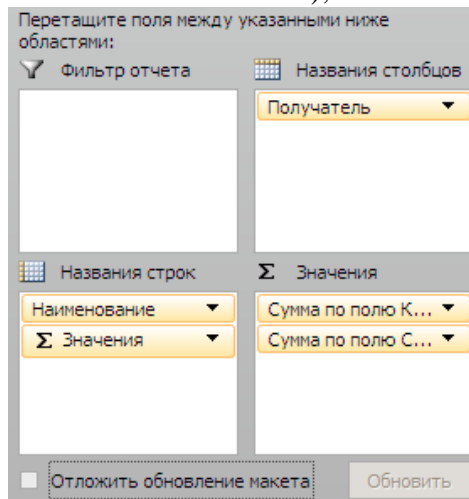 ),
Перетащите поля между указанными ниже
областями:
Фильтр отчета
Названия столбцов
Получатель
Названия строк
Σ Значения
Наименование
Σ Значения
Сумма по полю К...
Сумма по полю С...
Отложить обновление макета
Обновить